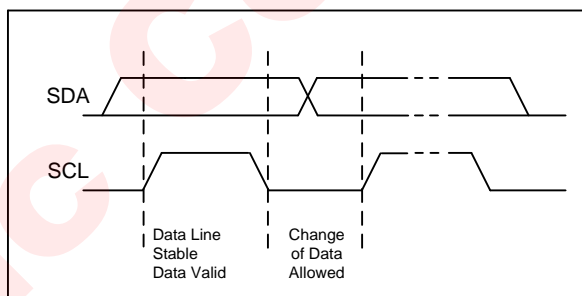 SDA
SCL
Data Line
Stable
Data Valid
Change
of Data
Allowed